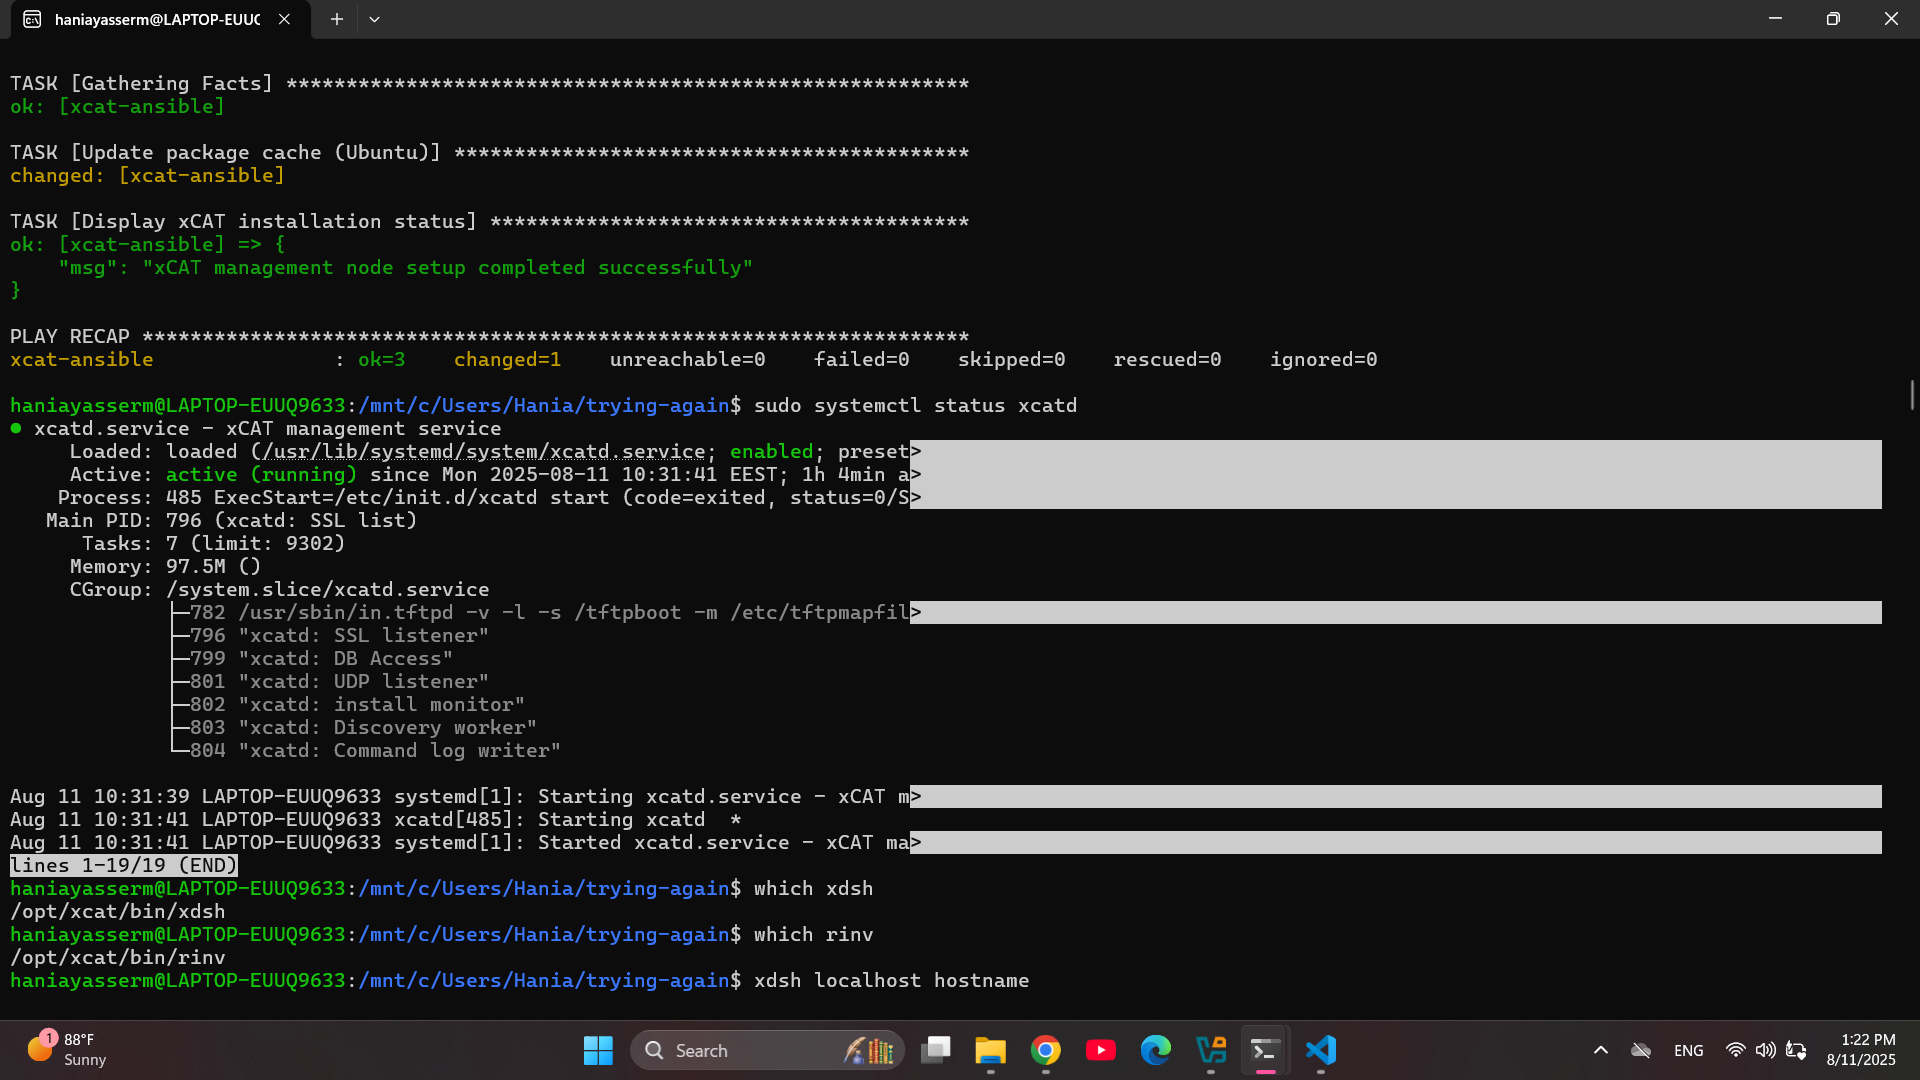 haniayasserm@LAPTOP-EUUQ
TASK [Gathering Facts] *********************************************************
ok: [xcat-ansible]
TASK [Update package cache (Ubuntu)] *******************************************
changed: [xcat-ansible]
TASK [Display xCAT installation status] ****************************************
ok: [xcat-ansible] => {
    "msg": "xCAT management node setup completed successfully"
}
PLAY RECAP *********************************************************************
xcat-ansible               : ok=3    changed=1    unreachable=0    failed=0    skipped=0    rescued=0    ignored=0
haniayasserm@LAPTOP-EUUQ9633:/mnt/c/Users/Hania/trying-again$ sudo systemctl status xcatd
● xcatd.service - xCAT management service
     Loaded: loaded (/usr/lib/systemd/system/xcatd.service; enabled; preset>
     Active: active (running) since Mon 2025-08-11 10:31:41 EEST; 1h 4min a>
    Process: 485 ExecStart=/etc/init.d/xcatd start (code=exited, status=0/S>
   Main PID: 796 (xcatd: SSL list)
      Tasks: 7 (limit: 9302)
     Memory: 97.5M ()
     CGroup: /system.slice/xcatd.service
             ├─782 /usr/sbin/in.tftpd -v -l -s /tftpboot -m /etc/tftpmapfil>
             ├─796 "xcatd: SSL listener"
             ├─799 "xcatd: DB Access"
             ├─801 "xcatd: UDP listener"
             ├─802 "xcatd: install monitor"
             ├─803 "xcatd: Discovery worker"
             └─804 "xcatd: Command log writer"
Aug 11 10:31:39 LAPTOP-EUUQ9633 systemd[1]: Starting xcatd.service - xCAT m>
Aug 11 10:31:41 LAPTOP-EUUQ9633 xcatd[485]: Starting xcatd  *
Aug 11 10:31:41 LAPTOP-EUUQ9633 systemd[1]: Started xcatd.service - xCAT ma>
lines 1-19/19 (END)
haniayasserm@LAPTOP-EUUQ9633:/mnt/c/Users/Hania/trying-again$ which xdsh
/opt/xcat/bin/xdsh
haniayasserm@LAPTOP-EUUQ9633:/mnt/c/Users/Hania/trying-again$ which rinv
/opt/xcat/bin/rinv
haniayasserm@LAPTOP-EUUQ9633:/mnt/c/Users/Hania/trying-again$ xdsh localhost hostname
1
88°F
Sunny
Search
ENG
1:22 PM
8/11/2025